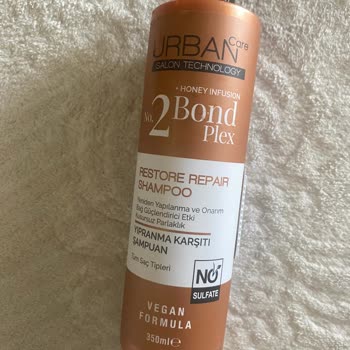 URBAN Care
SALON TECHNOLOGY
+ HONEY INFUSION
No.2 Bond
Plex
RESTORE REPAIR
SHAMPOO
Yeniden Yapılanma ve Onarım
Bağ Güçlendirici Etki
Kusursuz Parlaklık
YIPRANMA KARŞITI
ŞAMPUAN
Tüm Saç Tipleri
NO
SULFATE
VEGAN
FORMULA
350ml℮